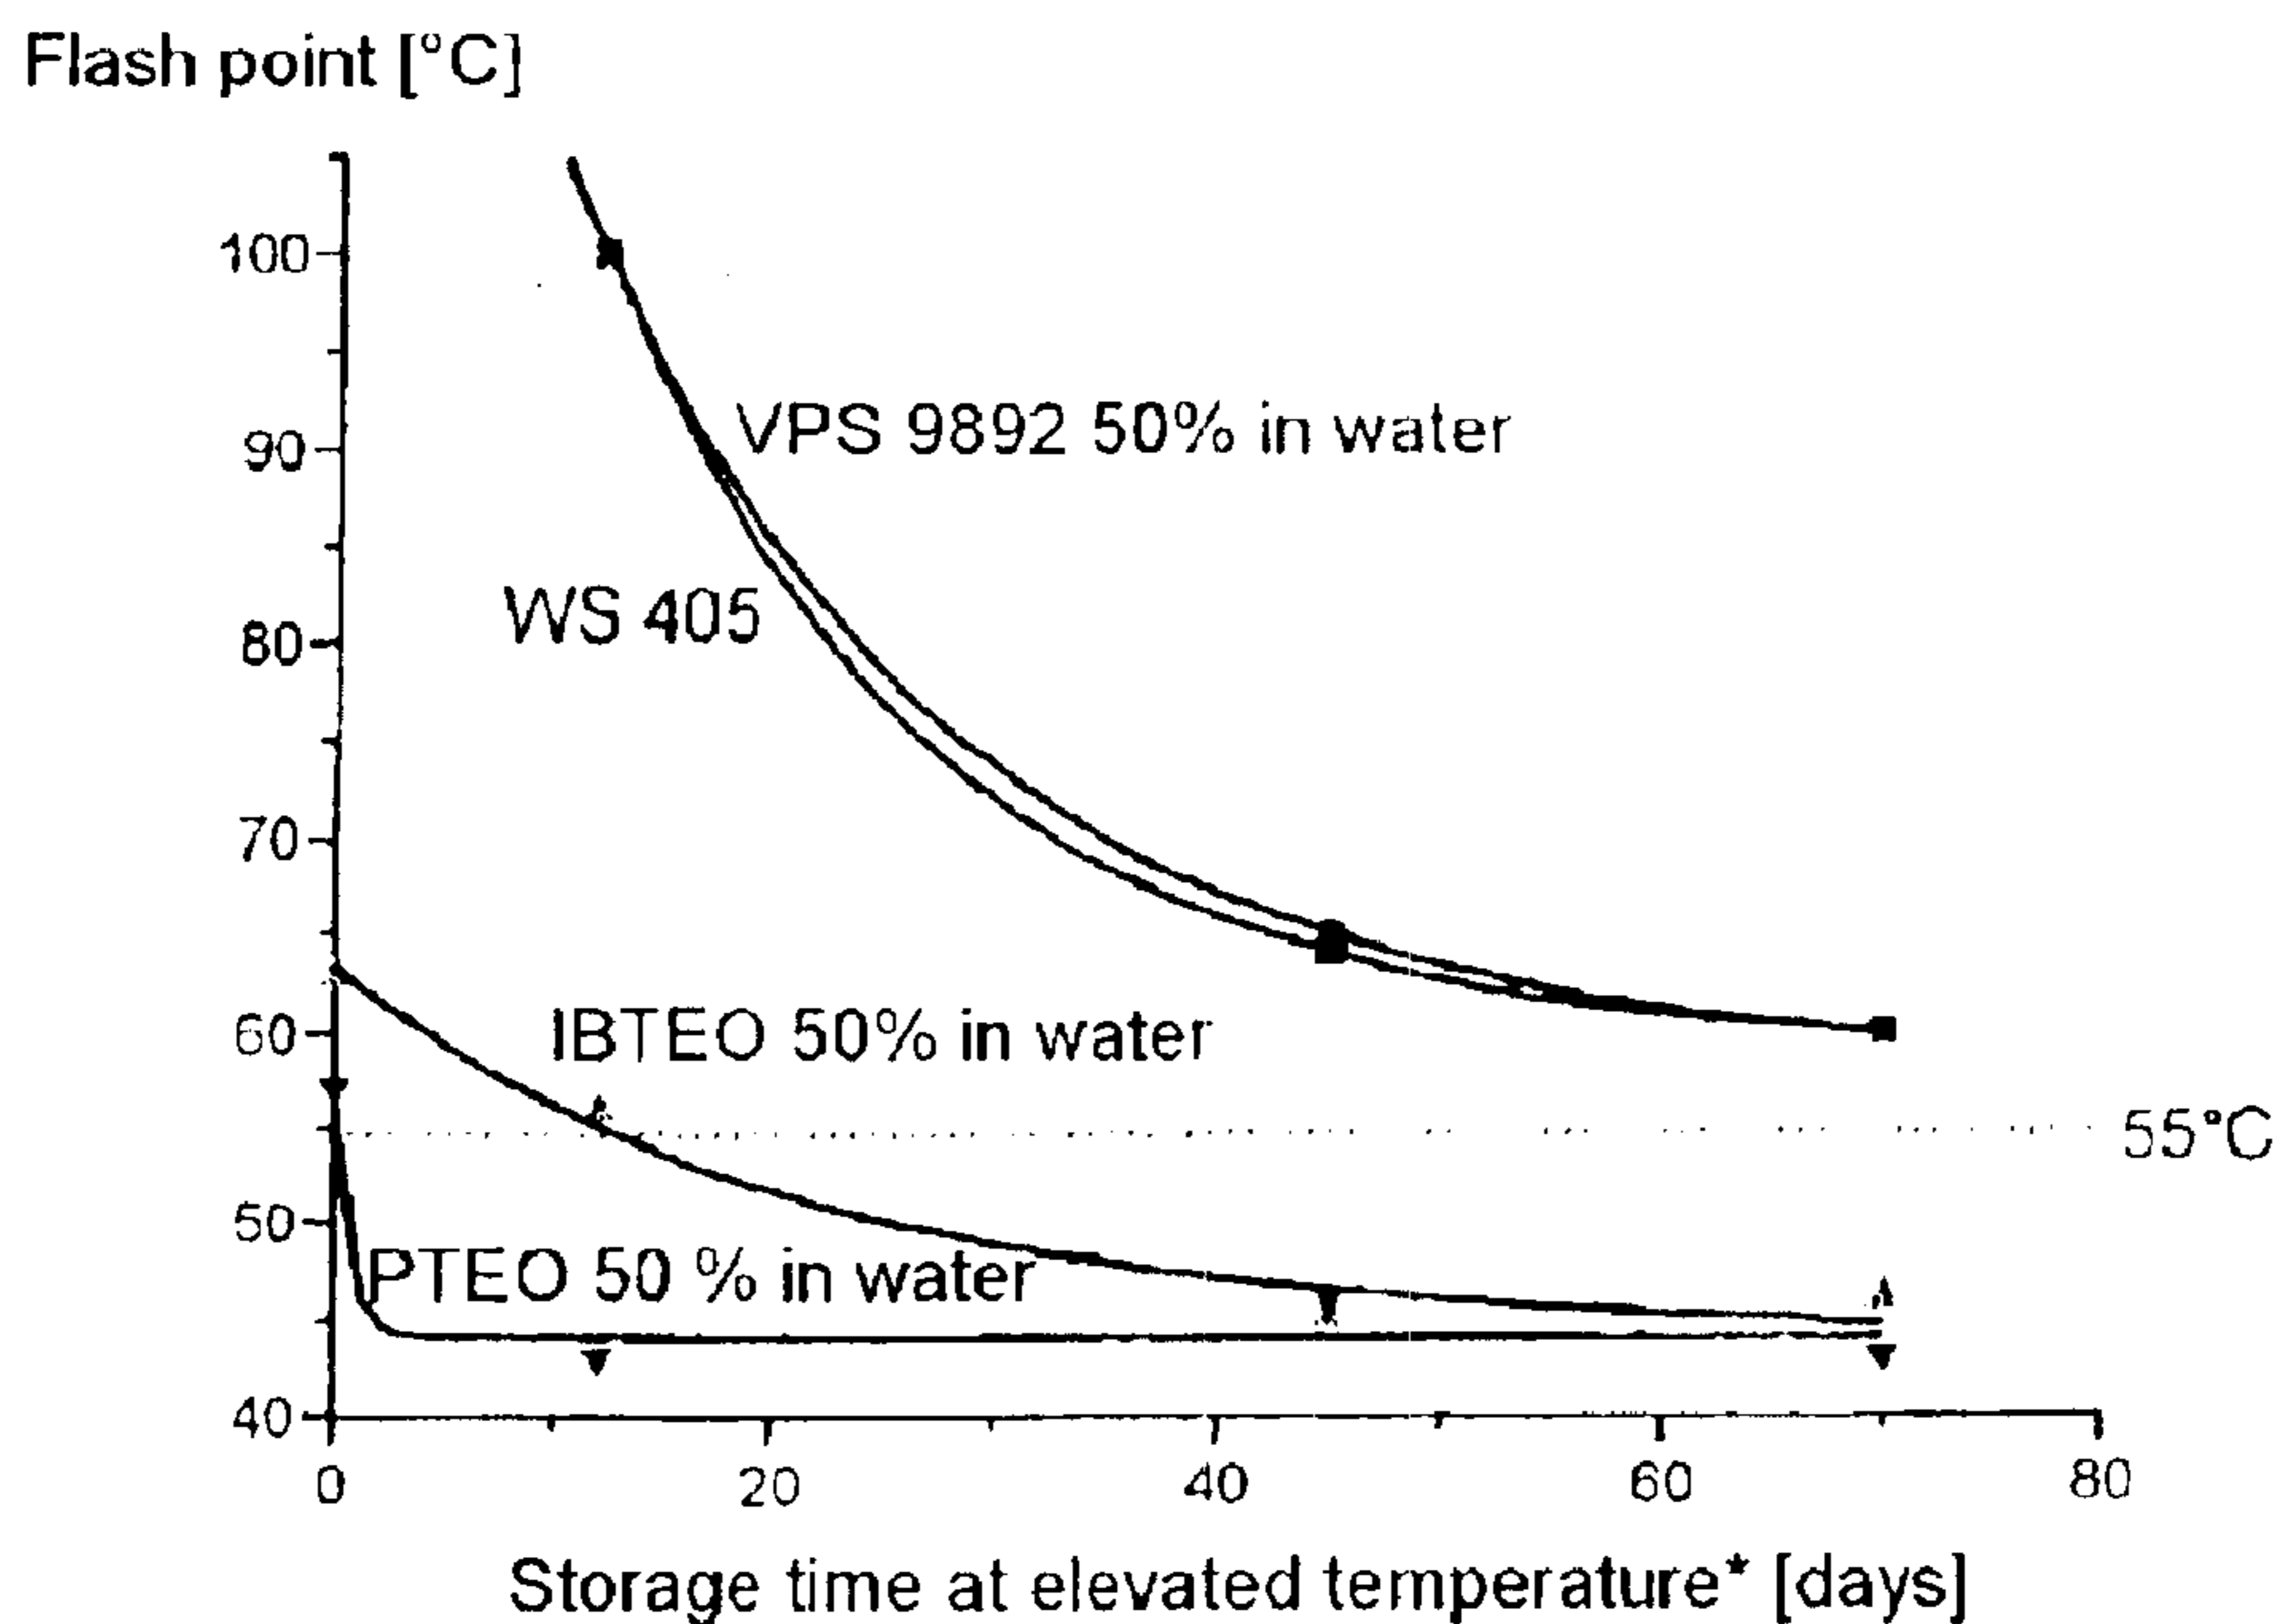 Flash point [°C]
100
90
VPS 9892 50% in water
WS 405
80
70
60
IBTEO 50% in water
55°C
50
PTEO 50 % in water
40
0 20 40 60 80
Storage time at elevated temperature* [days]